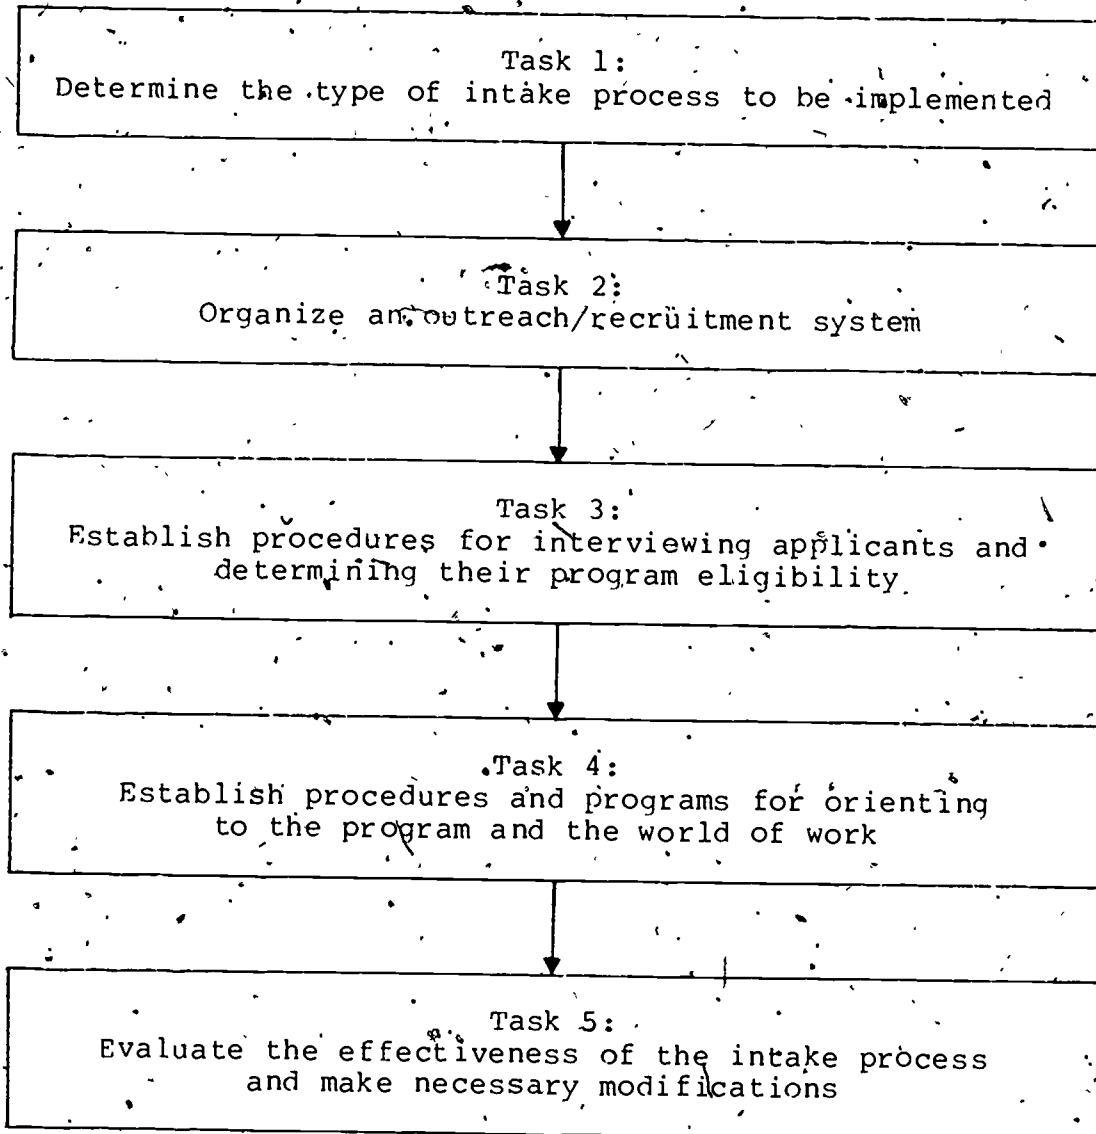 Task 1:
Determine the type of intake process to be implemented
Task 2:
Organize an outreach/recruitment system
Task 3:
Establish procedures for interviewing applicants and
determining their program eligibility
Task 4:
Establish procedures and programs for orienting
to the program and the world of work
Task 5:
Evaluate the effectiveness of the intake process
and make necessary modifications